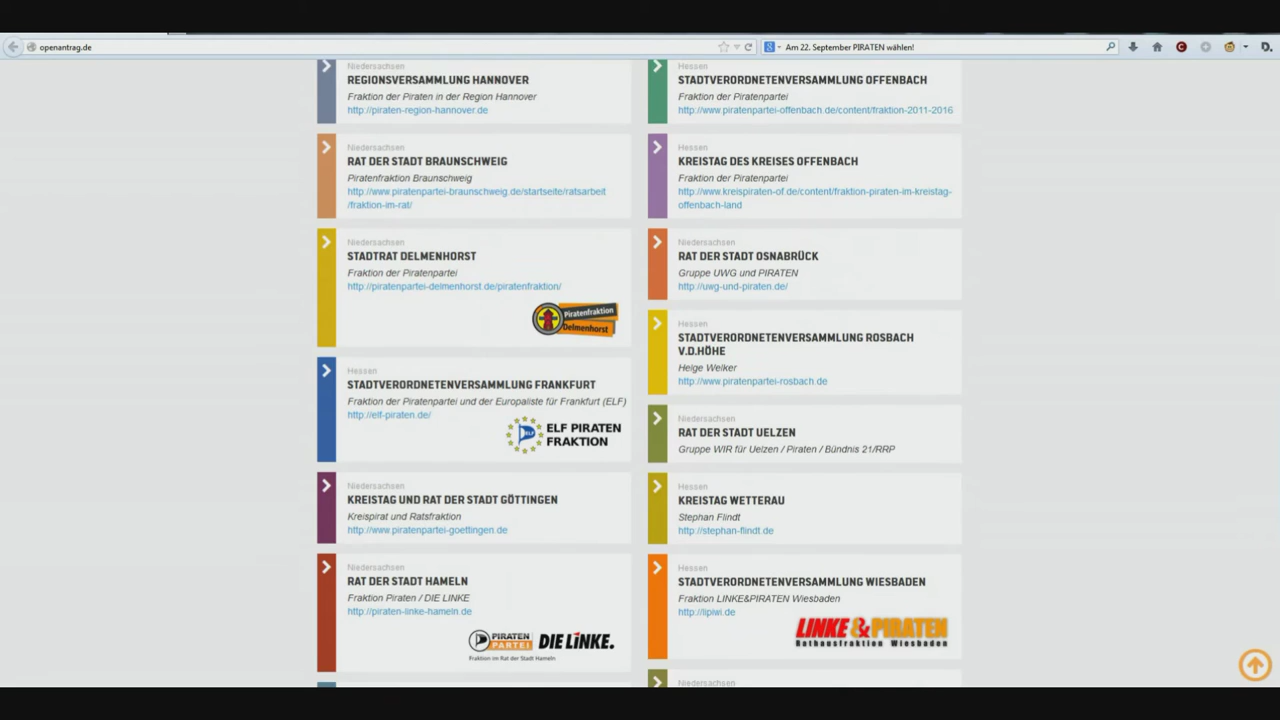 openantrag.de
Am 22. September PIRATEN wählen!
Niedersachsen
REGIONSVERSAMMLUNG HANNOVER
Fraktion der Piraten in der Region Hannover
http://piraten-region-hannover.de
Niedersachsen
RAT DER STADT BRAUNSCHWEIG
Piratenfraktion Braunschweig
http://www.piratenpartei-braunschweig.de/startseite/ratsarbeit
/fraktion-im-rat/
Niedersachsen
STADTRAT DELMENHORST
Fraktion der Piratenpartei
http://piratenpartei-delmenhorst.de/piratenfraktion/
Piratenfraktion
Delmenhorst
Hessen
STADTVERORDNETENVERSAMMLUNG FRANKFURT
Fraktion der Piratenpartei und der Europaliste für Frankfurt (ELF)
http://elf-piraten.de/
ELF
ELF PIRATEN
FRAKTION
Niedersachsen
KREISTAG UND RAT DER STADT GÖTTINGEN
Kreispirat und Ratsfraktion
http://www.piratenpartei-goettingen.de
Niedersachsen
RAT DER STADT HAMELN
Fraktion Piraten / DIE LINKE
http://piraten-linke-hameln.de
PIRATEN
PARTEI
DIE LINKE.
Fraktion im Rat der Stadt Hameln
Hessen
STADTVERORDNETENVERSAMMLUNG OFFENBACH
Fraktion der Piratenpartei
http://www.piratenpartei-offenbach.de/content/fraktion-2011-2016
Hessen
KREISTAG DES KREISES OFFENBACH
Fraktion der Piratenpartei
http://www.kreispiraten-of.de/content/fraktion-piraten-im-kreistag-
offenbach-land
Niedersachsen
RAT DER STADT OSNABRÜCK
Gruppe UWG und PIRATEN
http://uwg-und-piraten.de/
Hessen
STADTVERORDNETENVERSAMMLUNG ROSBACH
V.D.HÖHE
Helge Welker
http://www.piratenpartei-rosbach.de
Niedersachsen
RAT DER STADT UELZEN
Gruppe WIR für Uelzen / Piraten / Bündnis 21/RRP
Hessen
KREISTAG WETTERAU
Stephan Flindt
http://stephan-flindt.de
Hessen
STADTVERORDNETENVERSAMMLUNG WIESBADEN
Fraktion LINKE&PIRATEN Wiesbaden
http://lipiwi.de
LINKE & PIRATEN
Rathausfraktion Wiesbaden
Niedersachsen